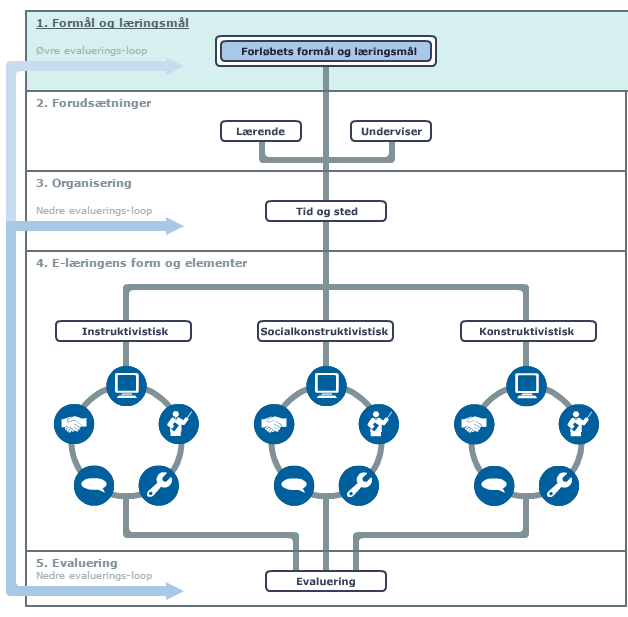 1. Formål og læringsmål
Øvre evaluerings-loop
Forløbets formål og læringsmål
2. Forudsætninger
Lærende
Underviser
3. Organisering
Nedre evaluerings-loop
Tid og sted
4. E-læringens form og elementer
Instruktivistisk
Socialkonstruktivistisk
Konstruktivistisk
5. Evaluering
Nedre evaluerings-loop
Evaluering